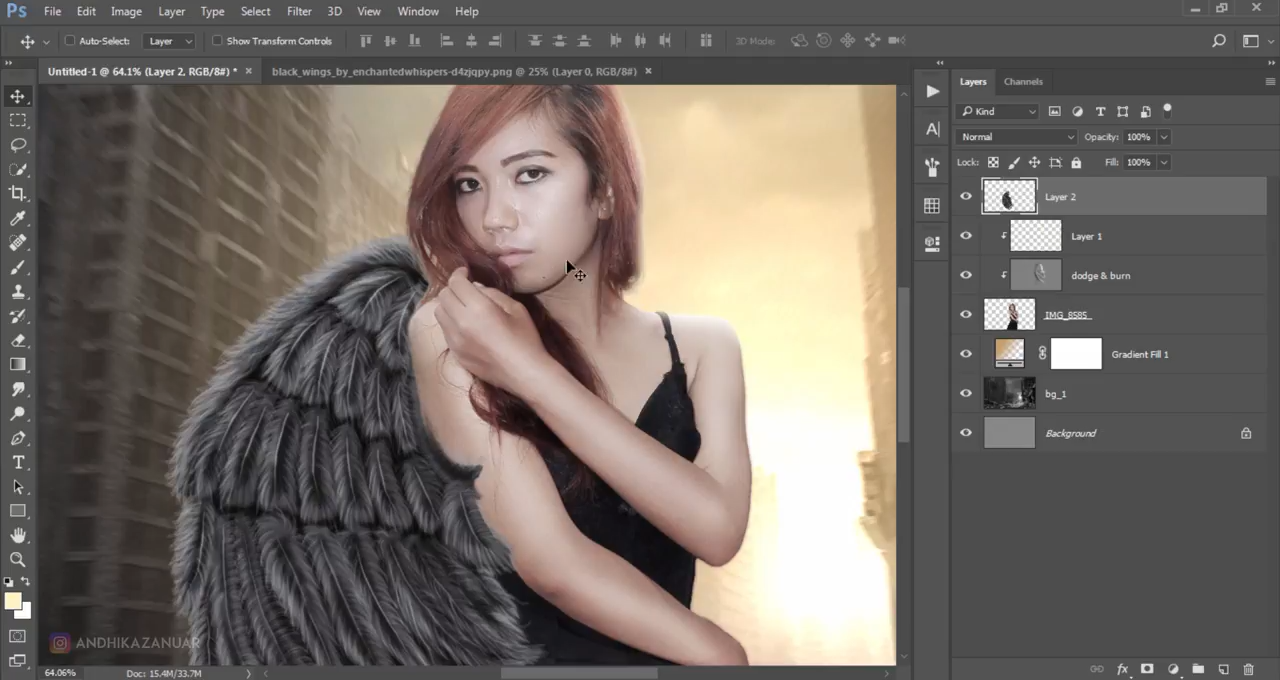 Ps File Edit Image Layer Type Select Filter 3D View Window Help
Auto-Select: Layer Show Transform Controls 3D Mode:
Untitled-1 @ 64.1% (Layer 2, RGB/8#) * × black_wings_by_enchantedwhispers-d4zjqpy.png @ 25% (Layer 0, RGB/8#) ×
Layers Channels
Kind
Normal Opacity: 100%
Lock: Fill: 100%
Layer 2
Layer 1
dodge & burn
IMG_8585_
Gradient Fill 1
bg_1
Background
ANDHIKAZANUAR
64.06% Doc: 15.4M/33.7M